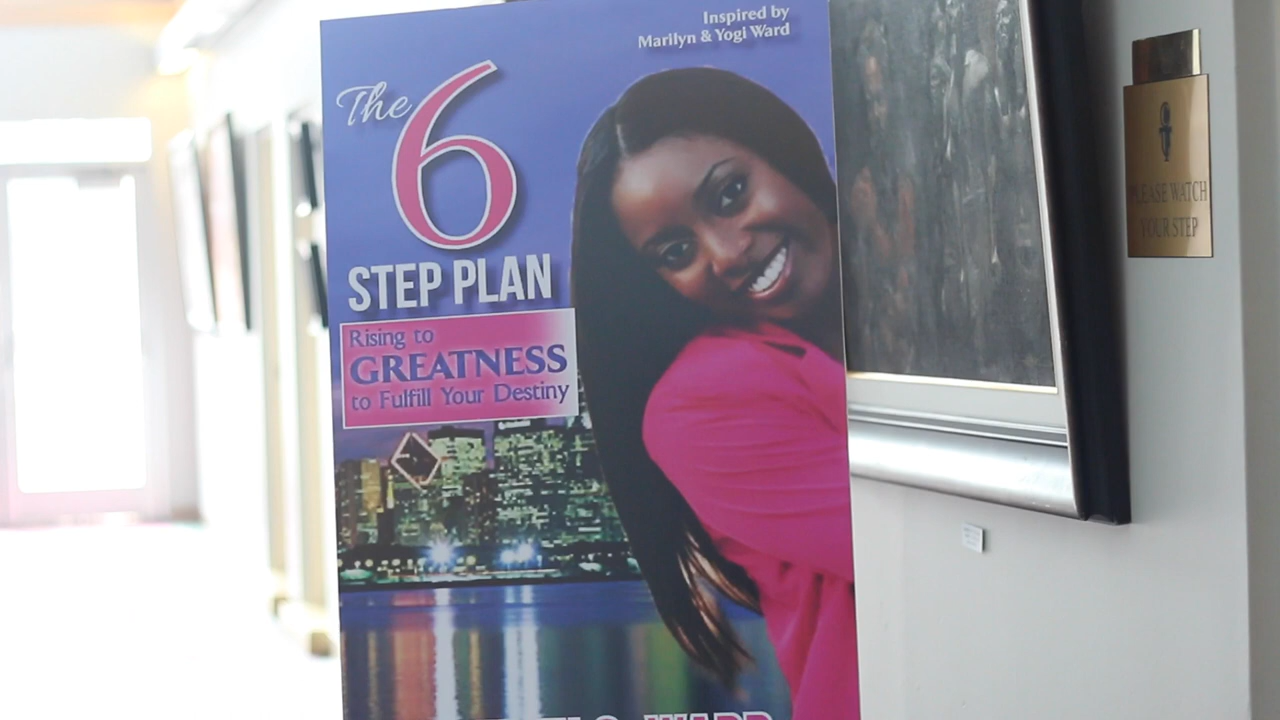 Inspired by
Marilyn & Yogi Ward
The 6
STEP PLAN
Rising to
GREATNESS
to Fulfill Your Destiny
PLEASE WATCH
YOUR STEP
WARD